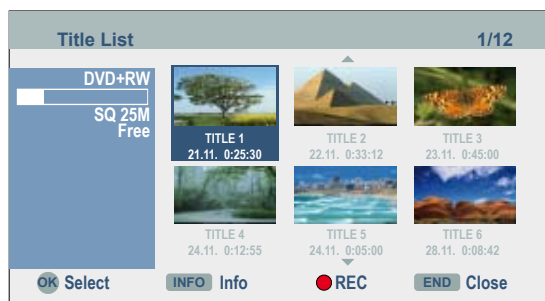 Title List 1/12
DVD+RW
SQ 25M
Free
TITLE 1 TITLE 2 TITLE 3
21.11. 0:25:30 22.11. 0:33:12 23.11. 0:45:00
TITLE 4 TITLE 5 TITLE 6
24.11. 0:12:55 24.11. 0:05:00 28.11. 0:08:42
OK Select INFO Info REC END Close